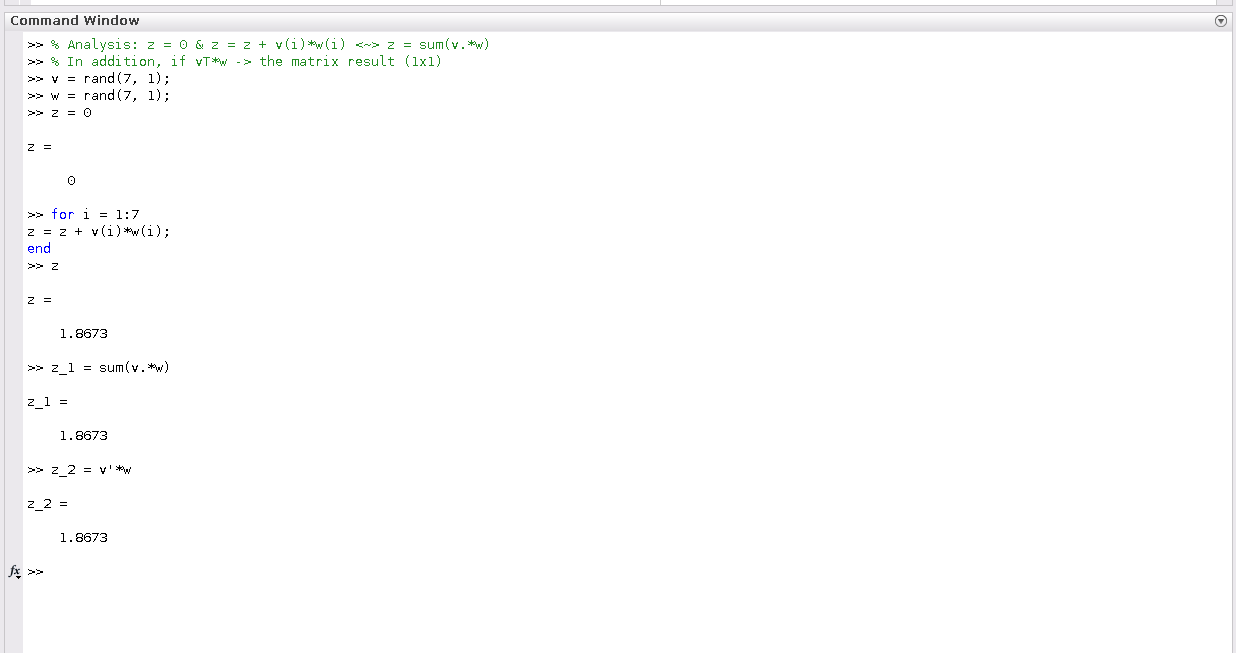 Command Window
>> % Analysis: z = 0 & z = z + v(i)*w(i) <~> z = sum(v.*w)
>> % In addition, if vT*w -> the matrix result (1x1)
>> v = rand(7, 1);
>> w = rand(7, 1);
>> z = 0
z =
0
>> for i = 1:7
z = z + v(i)*w(i);
end
>> z
z =
1.8673
>> z_1 = sum(v.*w)
z_1 =
1.8673
>> z_2 = v'*w
z_2 =
1.8673
fx >>